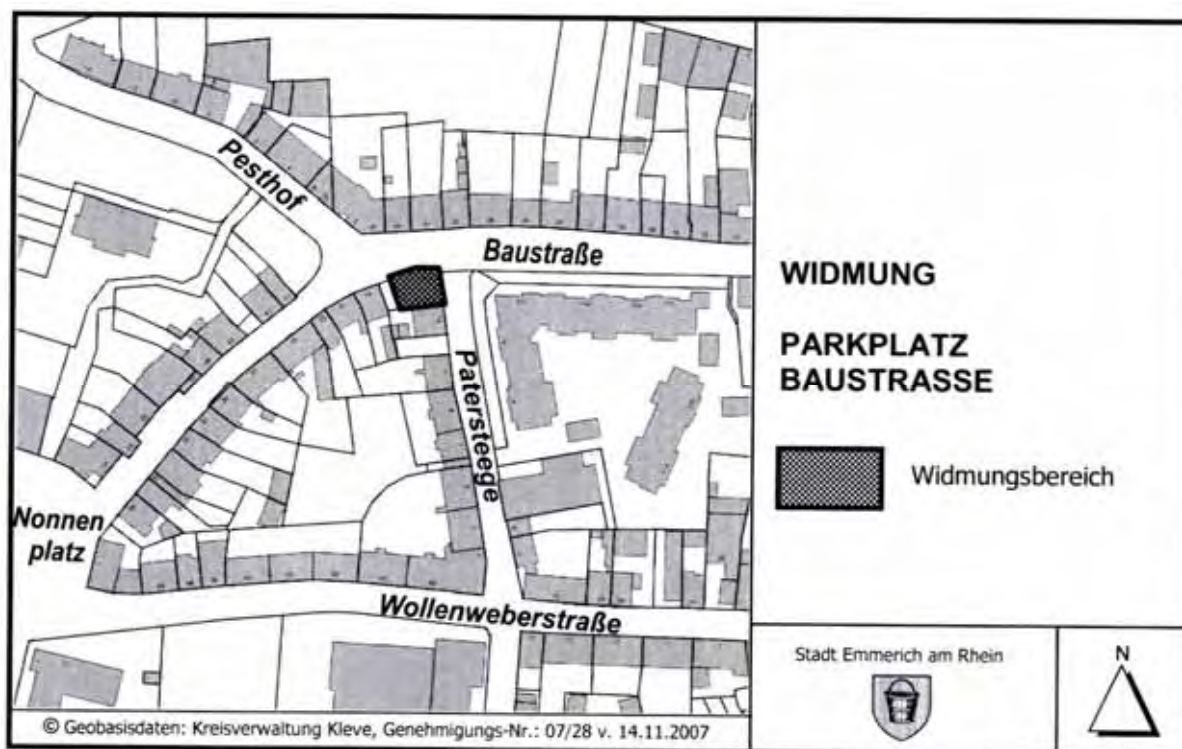 Pesthof
Baustraße
Patersteege
Nonnen
platz
Wollenweberstraße
© Geobasisdaten: Kreisverwaltung Kleve, Genehmigungs-Nr.: 07/28 v. 14.11.2007
WIDMUNG
PARKPLATZ
BAUSTRASSE
Widmungsbereich
Stadt Emmerich am Rhein
N